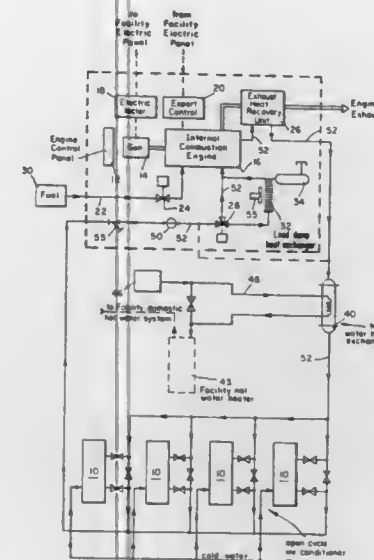 to
Facility
Electric
Panel
from
Facility
Electric
Panel
18
Electric
Meter
Export
Control
20
Exhaust
Heat
Recovery
Unit
26
Engine
Exhaust
52
Engine
Control
Panel
12
Gen
14
Internal
Combustion
Engine
16
52
30
Fuel
22
24
52
55
32
34
28
Load dump
heat exchanger
55
50
52
48
to Facility domestic
hot water system
40
water
43
Facility hot
water heater
52
10
10
10
10
cold water
open cycle
air conditioner